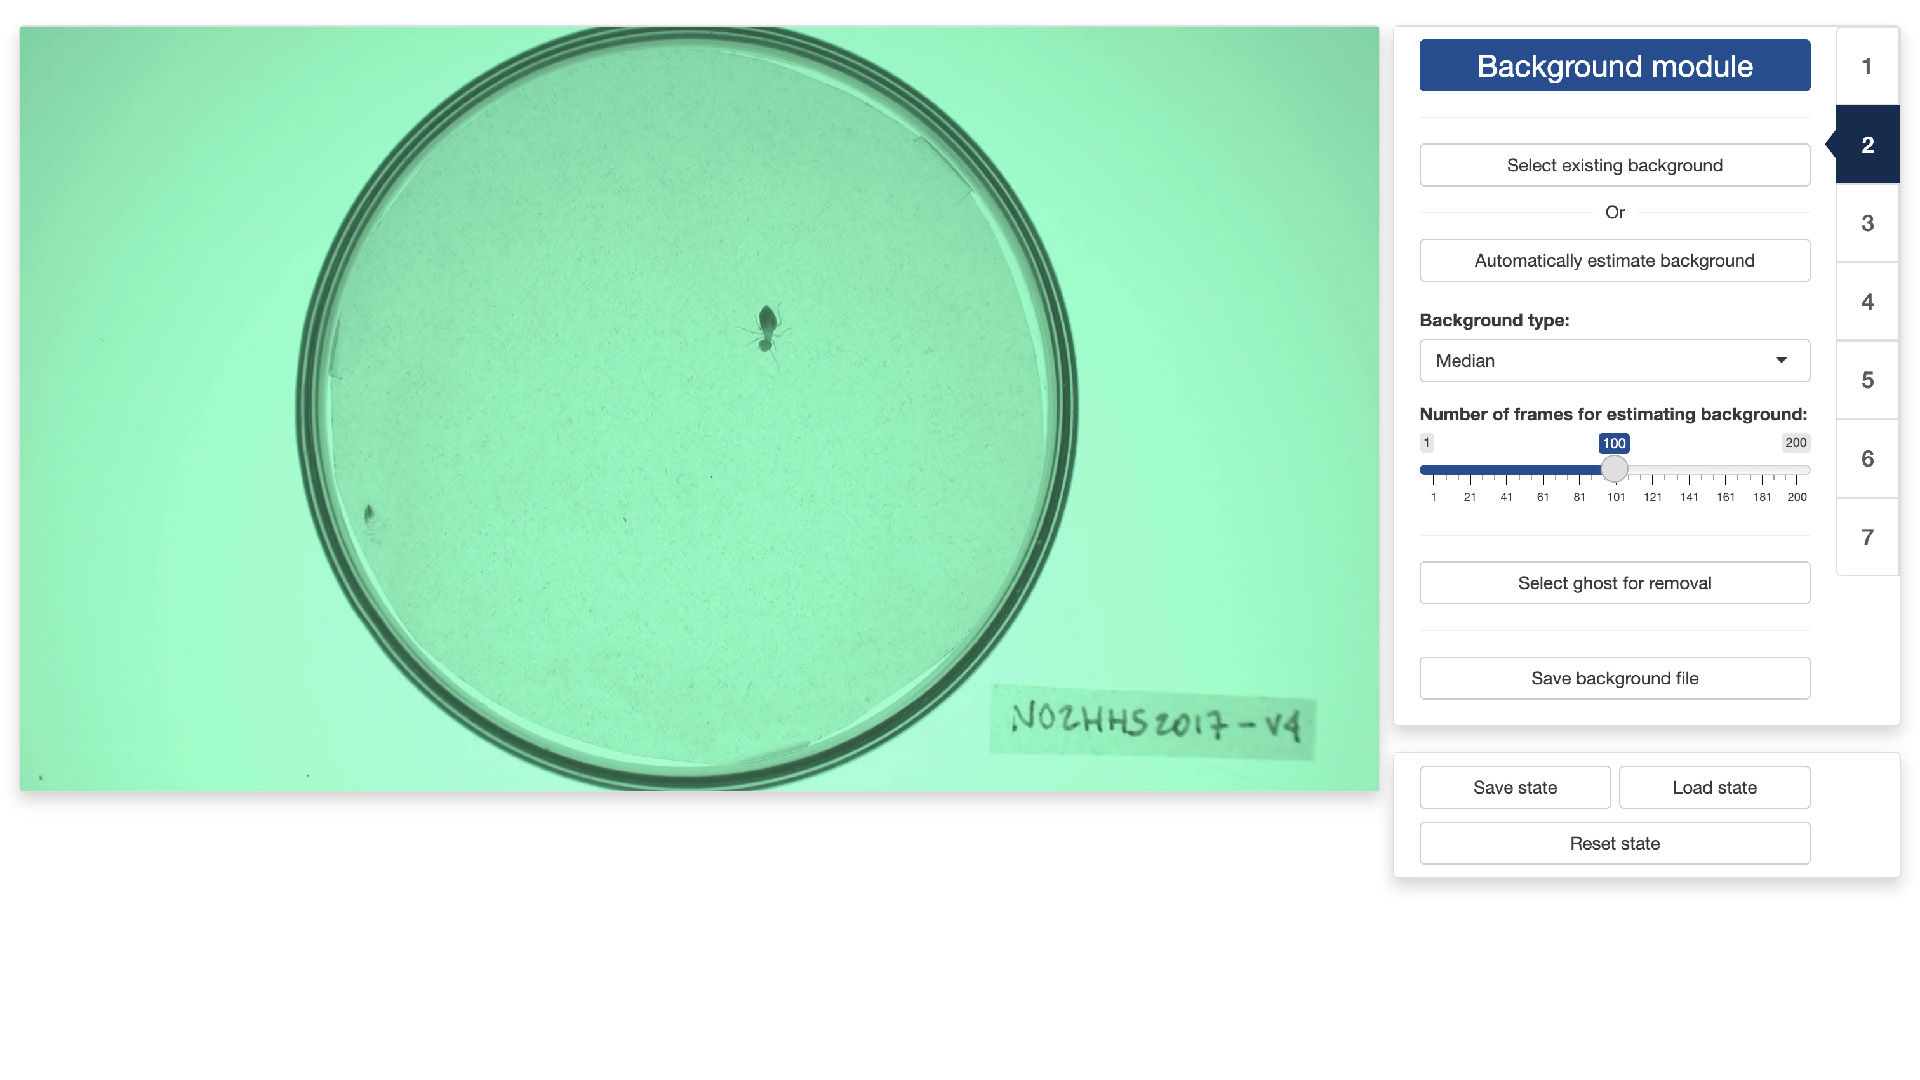 Background module
1
2
3
4
5
6
7
Select existing background
Or
Automatically estimate background
Background type:
Median
Number of frames for estimating background:
1 100 200
1 21 41 61 81 101 121 141 161 181 200
Select ghost for removal
Save background file
N02HHS2017-V4
Save state Load state
Reset state